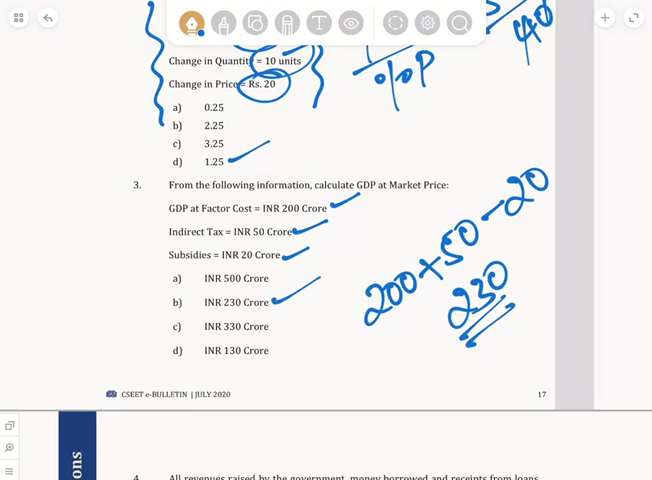 40
% P
Change in Quantity = 10 units
Change in Price = Rs. 20
a) 0.25
b) 2.25
c) 3.25
d) 1.25
3. From the following information, calculate GDP at Market Price:
GDP at Factor Cost = INR 200 Crore
Indirect Tax = INR 50 Crore
Subsidies = INR 20 Crore
200 + 50 - 20
230
a) INR 500 Crore
b) INR 230 Crore
c) INR 330 Crore
d) INR 130 Crore
CSEET e-BULLETIN | JULY 2020
17
4. All revenues raised by the government, money borrowed and receipts from loans